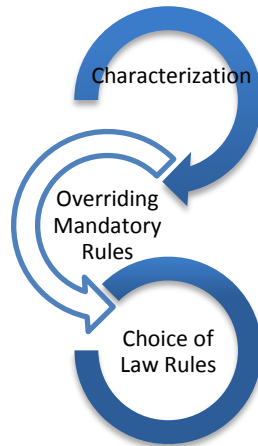 Characterization
Overriding
Mandatory
Rules
Choice of
Law Rules